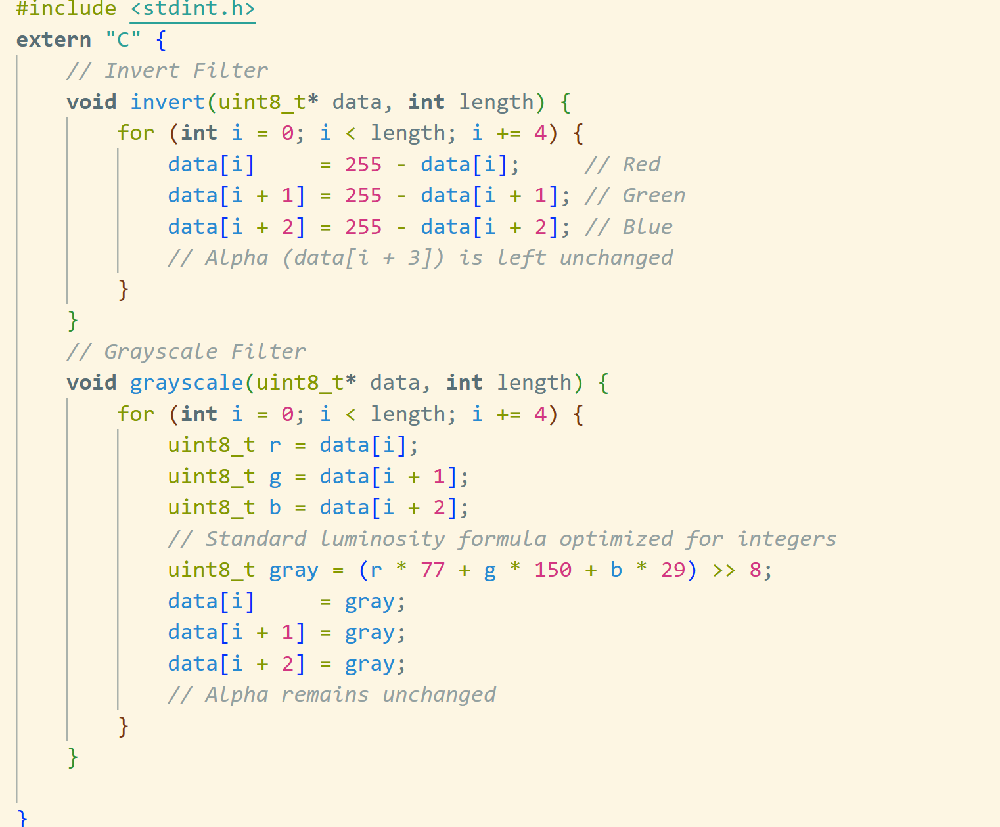 #include <stdint.h>
extern "C" {
    // Invert Filter
    void invert(uint8_t* data, int length) {
        for (int i = 0; i < length; i += 4) {
            data[i]     = 255 - data[i];     // Red
            data[i + 1] = 255 - data[i + 1]; // Green
            data[i + 2] = 255 - data[i + 2]; // Blue
            // Alpha (data[i + 3]) is left unchanged
        }
    }
    // Grayscale Filter
    void grayscale(uint8_t* data, int length) {
        for (int i = 0; i < length; i += 4) {
            uint8_t r = data[i];
            uint8_t g = data[i + 1];
            uint8_t b = data[i + 2];
            // Standard luminosity formula optimized for integers
            uint8_t gray = (r * 77 + g * 150 + b * 29) >> 8;
            data[i]     = gray;
            data[i + 1] = gray;
            data[i + 2] = gray;
            // Alpha remains unchanged
        }
    }

}